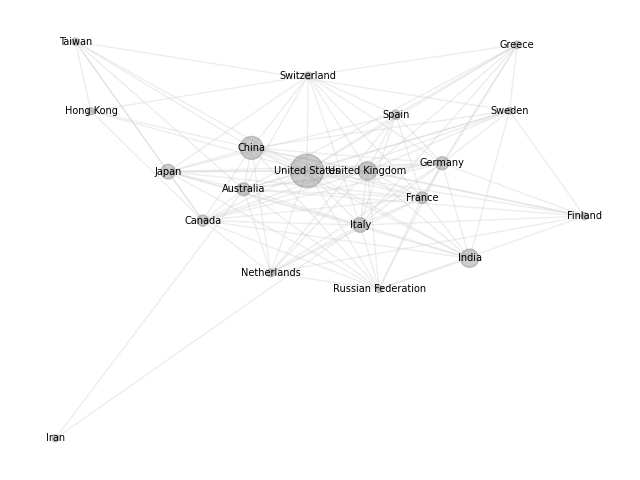 Taiwan
Greece
Switzerland
Hong Kong
Spain
Sweden
China
Germany
Japan
United States
United Kingdom
Australia
France
Canada
Finland
Italy
India
Netherlands
Russian Federation
Iran